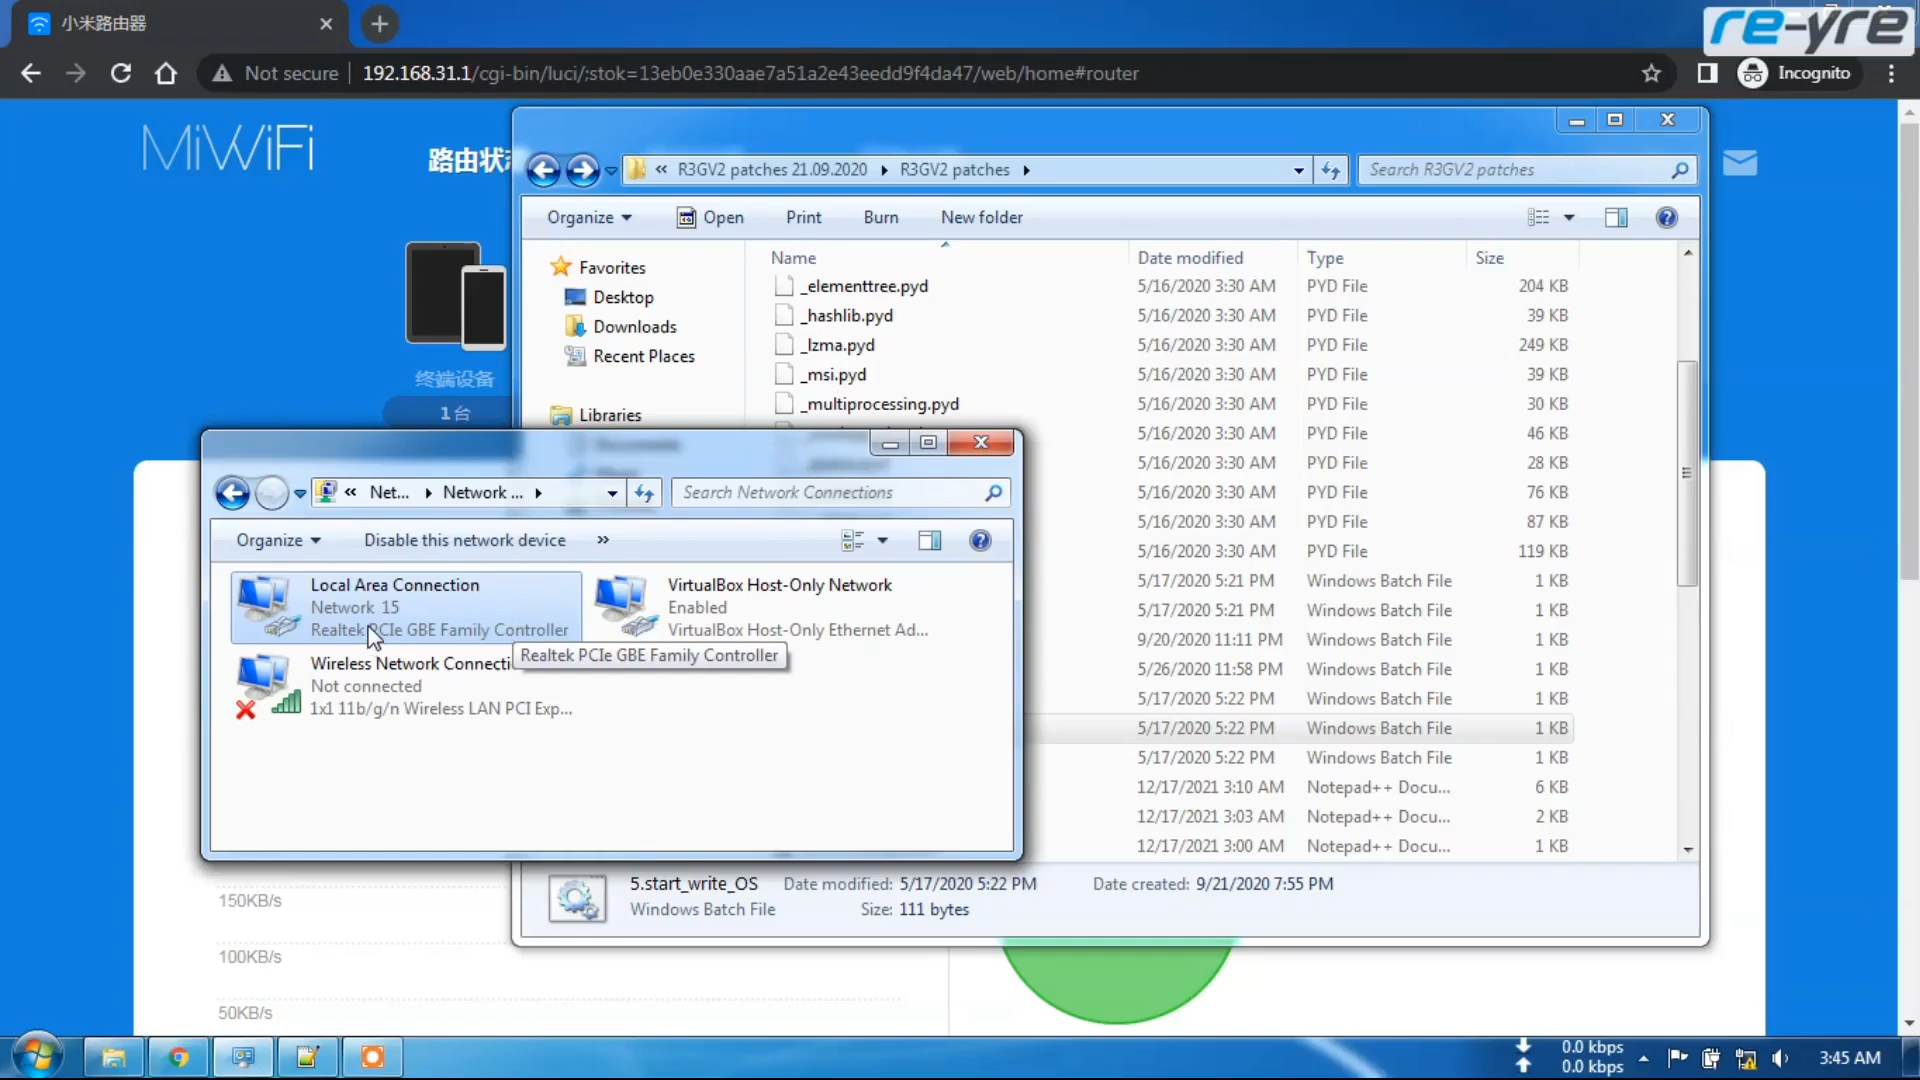 小米路由器
re-yre
Not secure
192.168.31.1/cgi-bin/luci/;stok=13eb0e330aae7a51a2e43eedd9f4da47/web/home#router
Incognito
MiWiFi
路由状
终端设备
1台
« R3GV2 patches 21.09.2020 R3GV2 patches
Search R3GV2 patches
Organize Open Print Burn New folder
Favorites
Desktop
Downloads
Recent Places
Libraries
Name Date modified Type Size
_elementtree.pyd 5/16/2020 3:30 AM PYD File 204 KB
_hashlib.pyd 5/16/2020 3:30 AM PYD File 39 KB
_lzma.pyd 5/16/2020 3:30 AM PYD File 249 KB
_msi.pyd 5/16/2020 3:30 AM PYD File 39 KB
_multiprocessing.pyd 5/16/2020 3:30 AM PYD File 30 KB
5/16/2020 3:30 AM PYD File 46 KB
5/16/2020 3:30 AM PYD File 28 KB
5/16/2020 3:30 AM PYD File 76 KB
5/16/2020 3:30 AM PYD File 87 KB
5/16/2020 3:30 AM PYD File 119 KB
5/17/2020 5:21 PM Windows Batch File 1 KB
5/17/2020 5:21 PM Windows Batch File 1 KB
9/20/2020 11:11 PM Windows Batch File 1 KB
5/26/2020 11:58 PM Windows Batch File 1 KB
5/17/2020 5:22 PM Windows Batch File 1 KB
5/17/2020 5:22 PM Windows Batch File 1 KB
5/17/2020 5:22 PM Windows Batch File 1 KB
12/17/2021 3:10 AM Notepad++ Docu... 6 KB
12/17/2021 3:03 AM Notepad++ Docu... 2 KB
12/17/2021 3:00 AM Notepad++ Docu... 1 KB
5.start_write_OS Date modified: 5/17/2020 5:22 PM Date created: 9/21/2020 7:55 PM
Windows Batch File Size: 111 bytes
« Net... Network ...
Search Network Connections
Organize Disable this network device »
Local Area Connection
Network 15
Realtek PCIe GBE Family Controller
VirtualBox Host-Only Network
Enabled
VirtualBox Host-Only Ethernet Ad...
Realtek PCIe GBE Family Controller
Wireless Network Connecti
Not connected
1x1 11b/g/n Wireless LAN PCI Exp...
150KB/s
100KB/s
50KB/s
0.0 kbps
0.0 kbps
3:45 AM